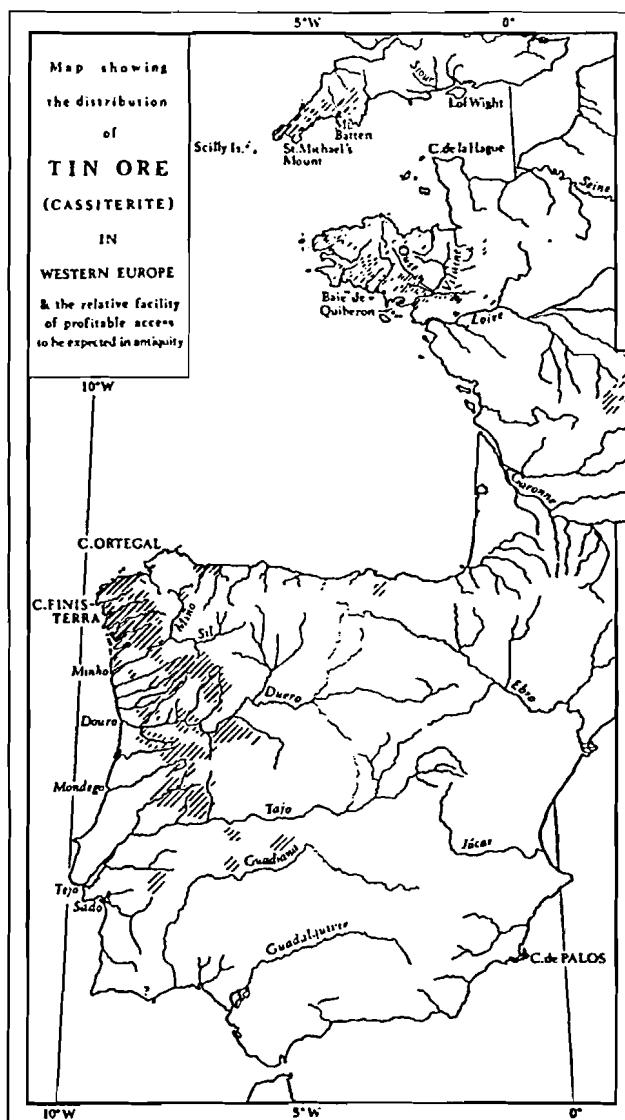 5°W
0°
Map showing
the distribution
of
TIN ORE
(CASSITERITE)
IN
WESTERN EUROPE
& the relative facility
of profitable access
to be expected in antiquity
Stour
I. of Wight
Mt.
Batten
Scilly Is.
St. Michael's
Mount
C. de la Hague
Seine
Oust
Vilaine
Baie de
Quiberon
Loire
10°W
Garonne
C. ORTEGAL
C. FINIS-
TERRA
Miño
Sil
Minho
Ebro
Duero
Douro
Mondego
Tajo
Júcar
Guadiana
Tejo
Sado
Guadalquivir
C. de PALOS
?
10°W
5°W
0°